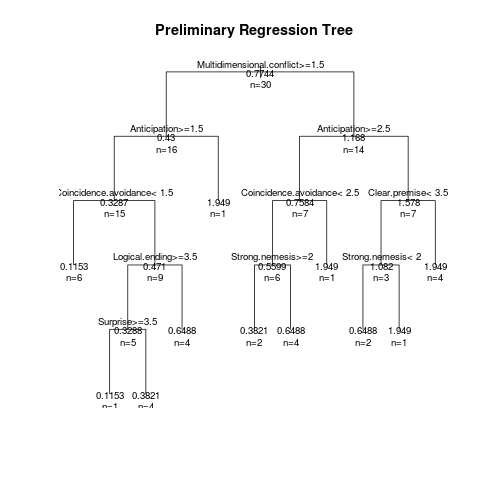 Preliminary Regression Tree
Multidimensional.conflict>=1.5
0.7744
n=30
Anticipation>=1.5
0.43
n=16
Anticipation>=2.5
1.168
n=14
Coincidence.avoidance< 1.5
0.3287
n=15
1.949
n=1
Coincidence.avoidance< 2.5
0.7584
n=7
Clear.premise< 3.5
1.578
n=7
0.1153
n=6
Logical.ending>=3.5
0.471
n=9
Strong.nemesis>=2
0.5599
n=6
1.949
n=1
Strong.nemesis< 2
1.082
n=3
1.949
n=4
Surprise>=3.5
0.3288
n=5
0.6488
n=4
0.3821
n=2
0.6488
n=4
0.6488
n=2
1.949
n=1
0.1153
n=1
0.3821
n=4